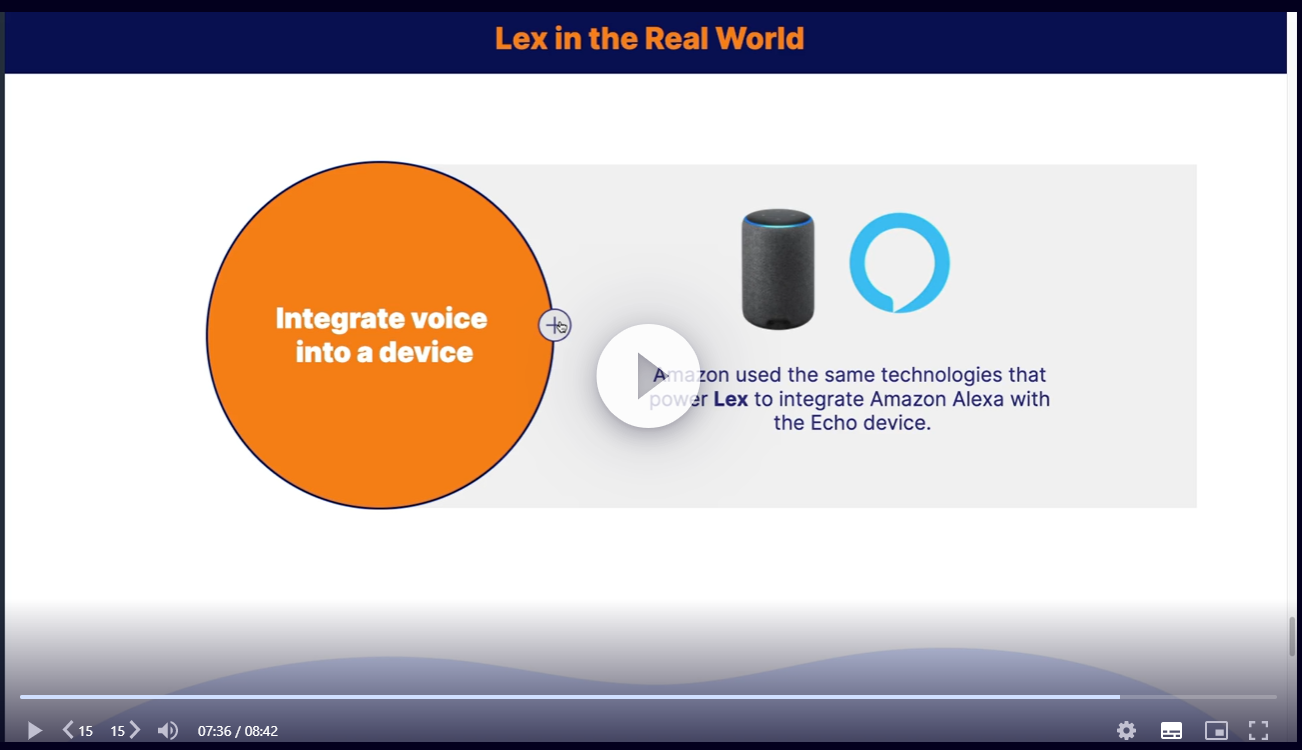 Lex in the Real World
Integrate voice
into a device
Amazon used the same technologies that
power Lex to integrate Amazon Alexa with
the Echo device.
15
15
07:36 / 08:42